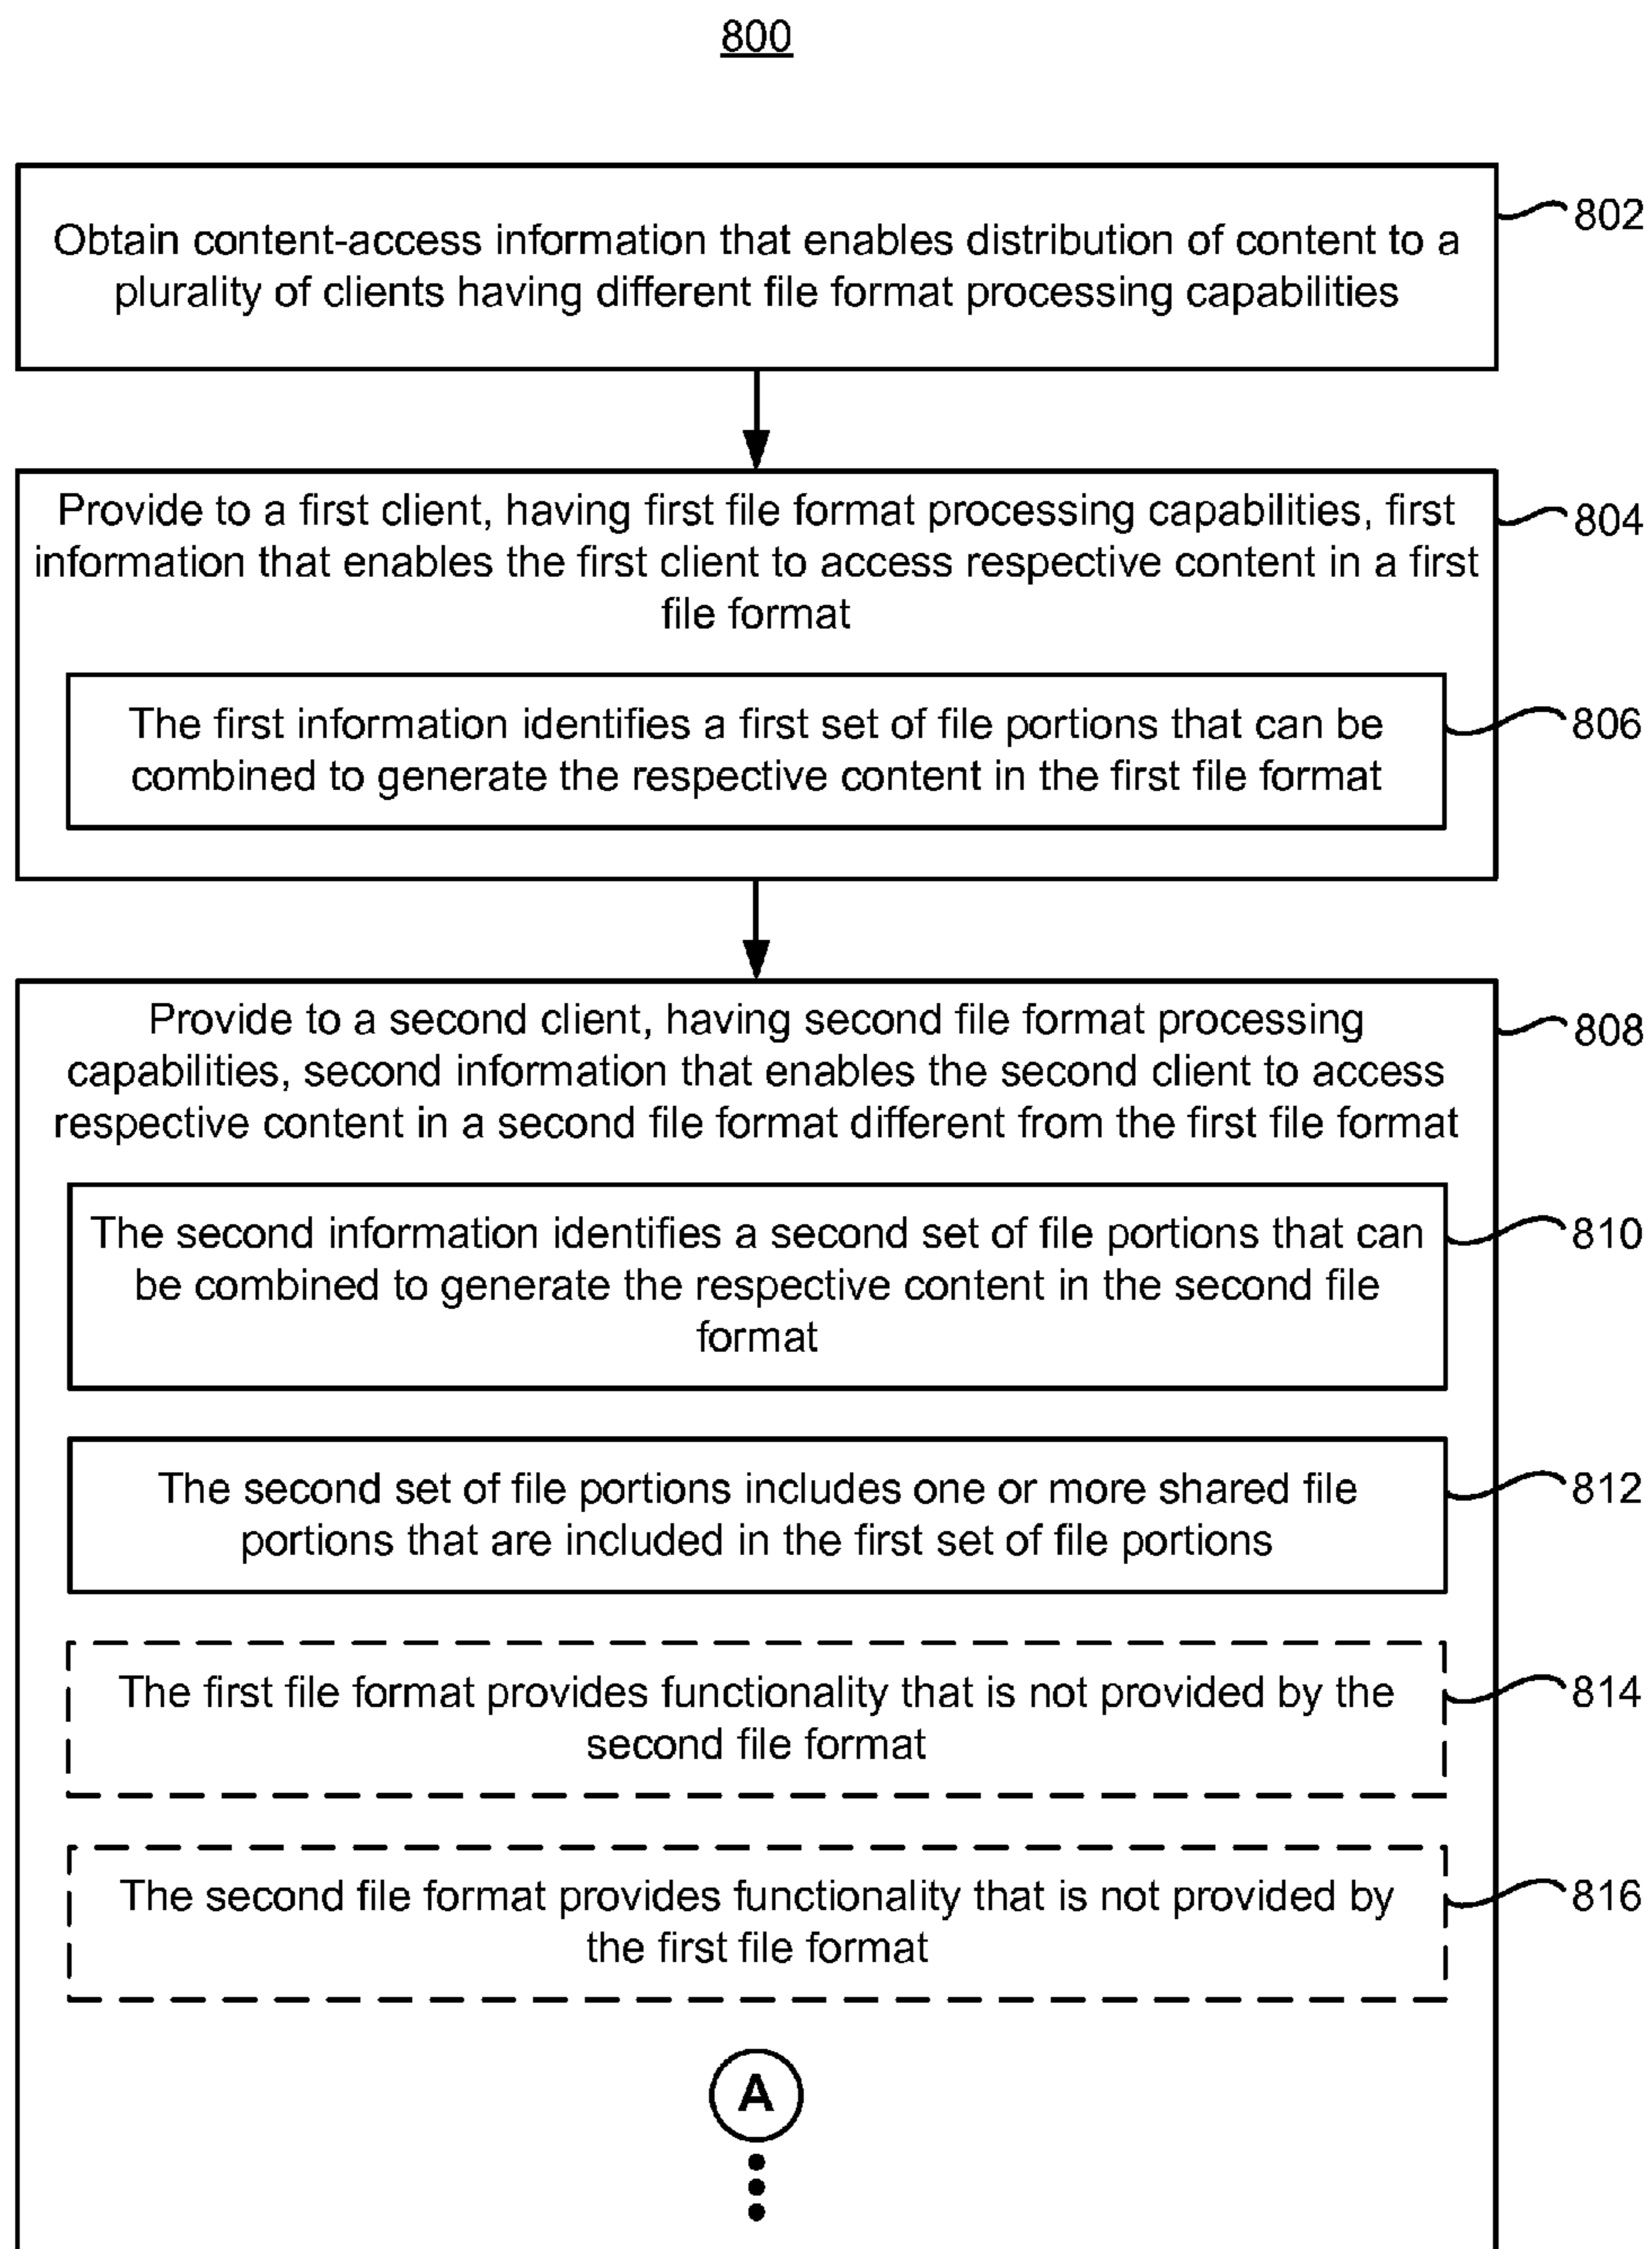 800
Obtain content-access information that enables distribution of content to a
plurality of clients having different file format processing capabilities
802
Provide to a first client, having first file format processing capabilities, first
information that enables the first client to access respective content in a first
file format
804
The first information identifies a first set of file portions that can be
combined to generate the respective content in the first file format
806
Provide to a second client, having second file format processing
capabilities, second information that enables the second client to access
respective content in a second file format different from the first file format
808
The second information identifies a second set of file portions that can
be combined to generate the respective content in the second file
format
810
The second set of file portions includes one or more shared file
portions that are included in the first set of file portions
812
The first file format provides functionality that is not provided by the
second file format
814
The second file format provides functionality that is not provided by
the first file format
816
A